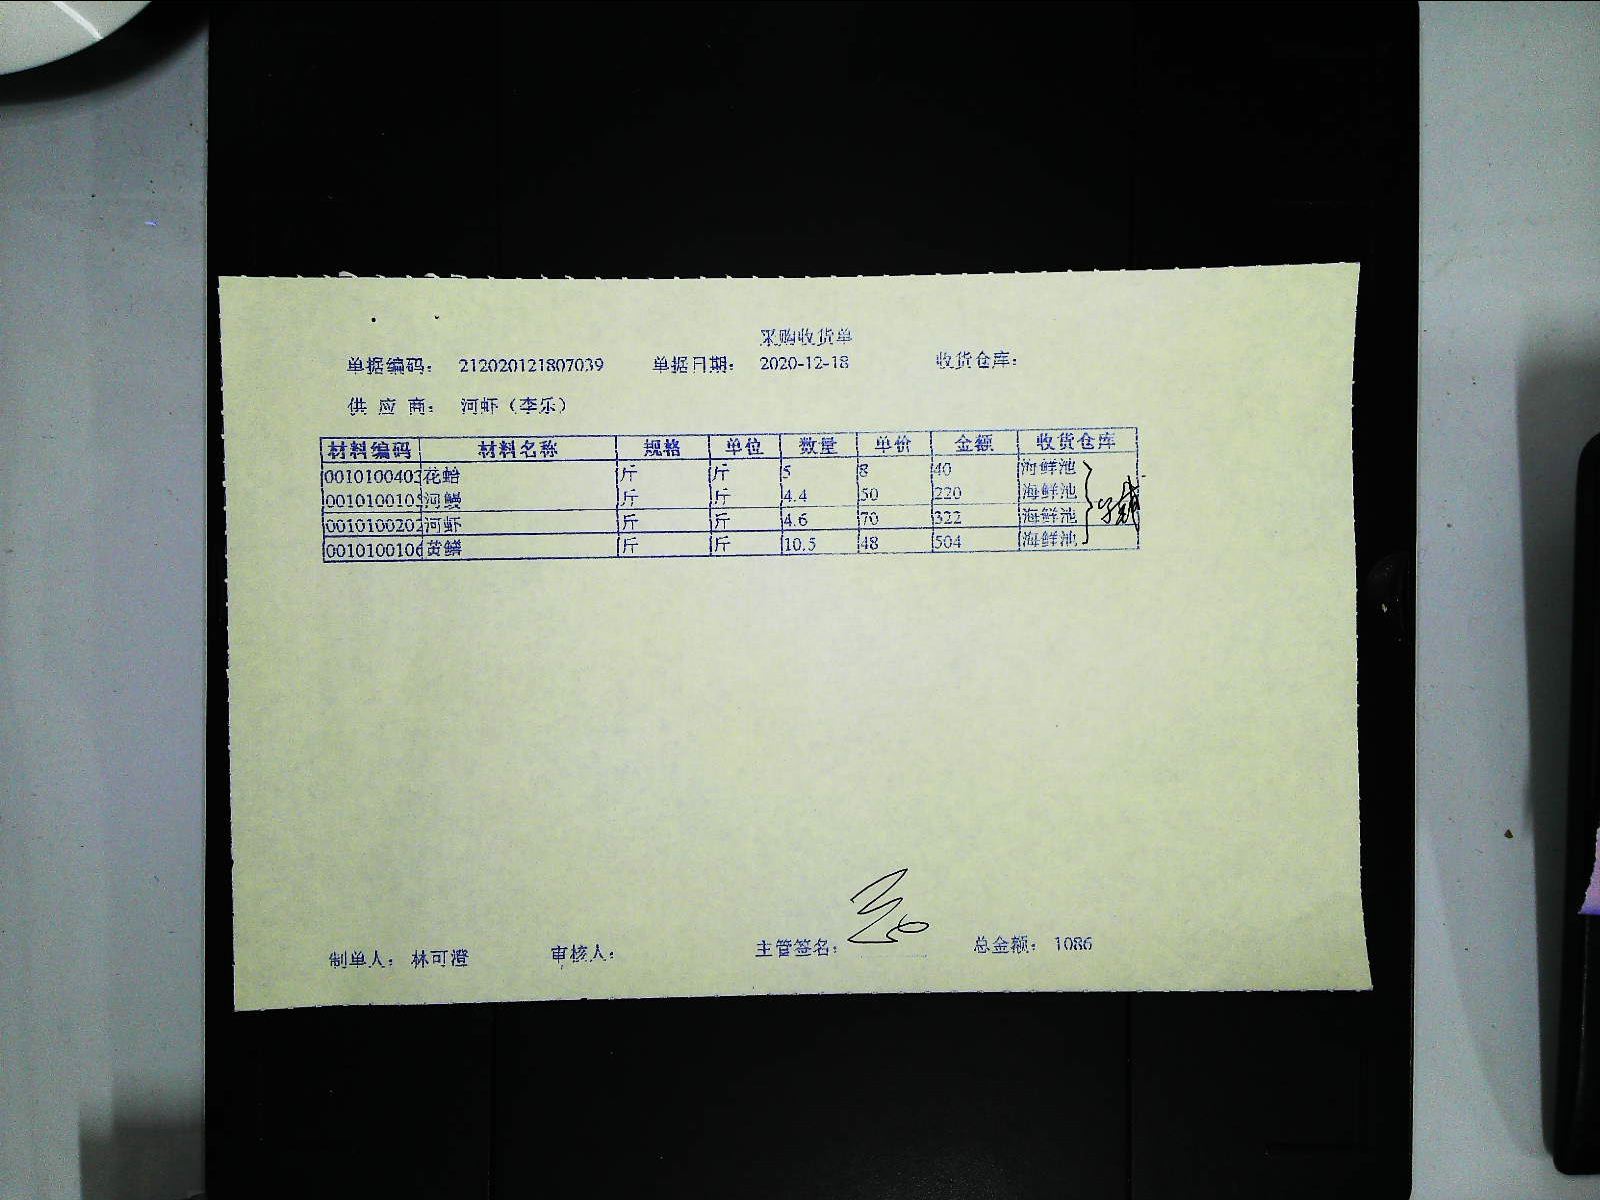 采购收货单
单据编码： 212020121807039 单据日期： 2020-12-18 收货仓库：
供 应 商： 河虾（李乐）
材料编码 材料名称 规格 单位 数量 单价 金额 收货仓库
0010100403 花蛤 斤 斤 5 8 40 海鲜池
0010100105 河鳗 斤 斤 4.4 50 220 海鲜池
0010100202 河虾 斤 斤 4.6 70 322 海鲜池
0010100106 黄鳝 斤 斤 10.5 48 504 海鲜池
制单人： 林可澄 审核人： 主管签名： 总金额： 1086